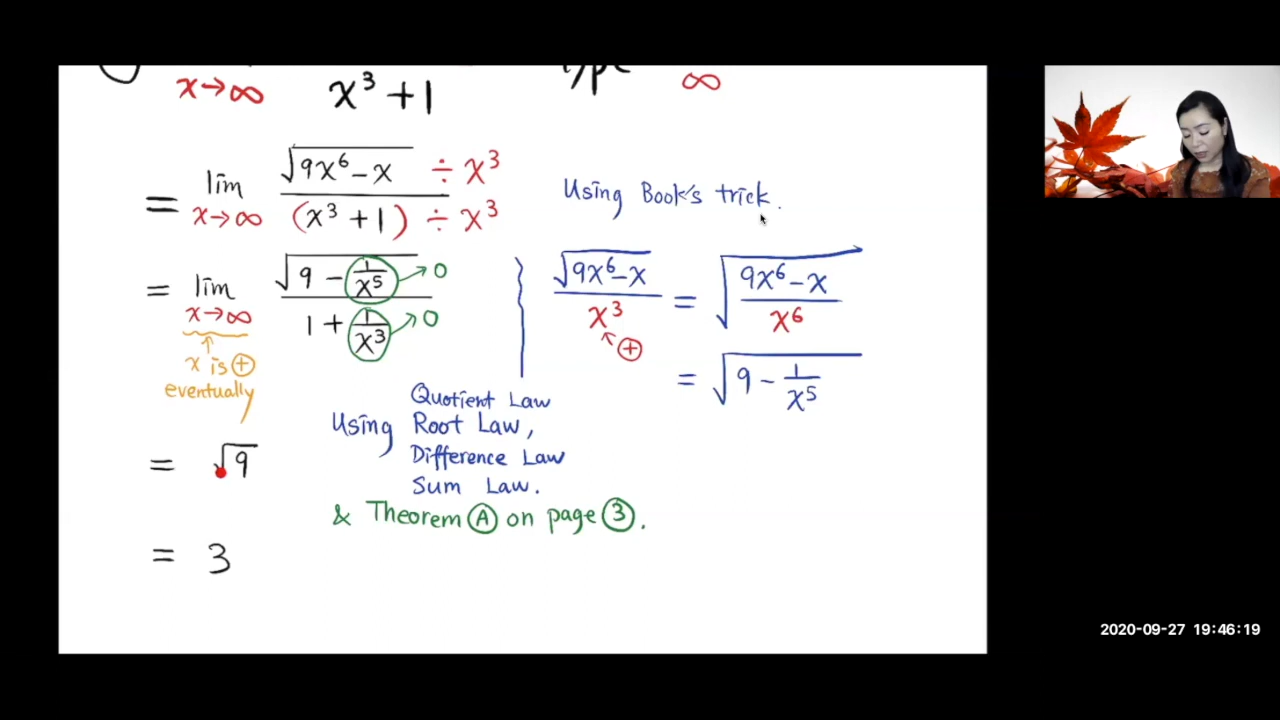 x→∞ x³ + 1 ∞
= lim x→∞ √(9x⁶ – x) ÷ x³ / (x³ + 1) ÷ x³
Using Book's trick.
= lim x→∞ √(9 – 1/x⁵) → 0 / 1 + 1/x³ → 0
x is ⊕
eventually
√(9x⁶ – x) / x³ = √((9x⁶ – x) / x⁶)
⊕
= √(9 – 1/x⁵)
Quotient Law
Using Root Law,
Difference Law
Sum Law.
& Theorem Ⓐ on page ③.
= √9
= 3
2020-09-27 19:46:19